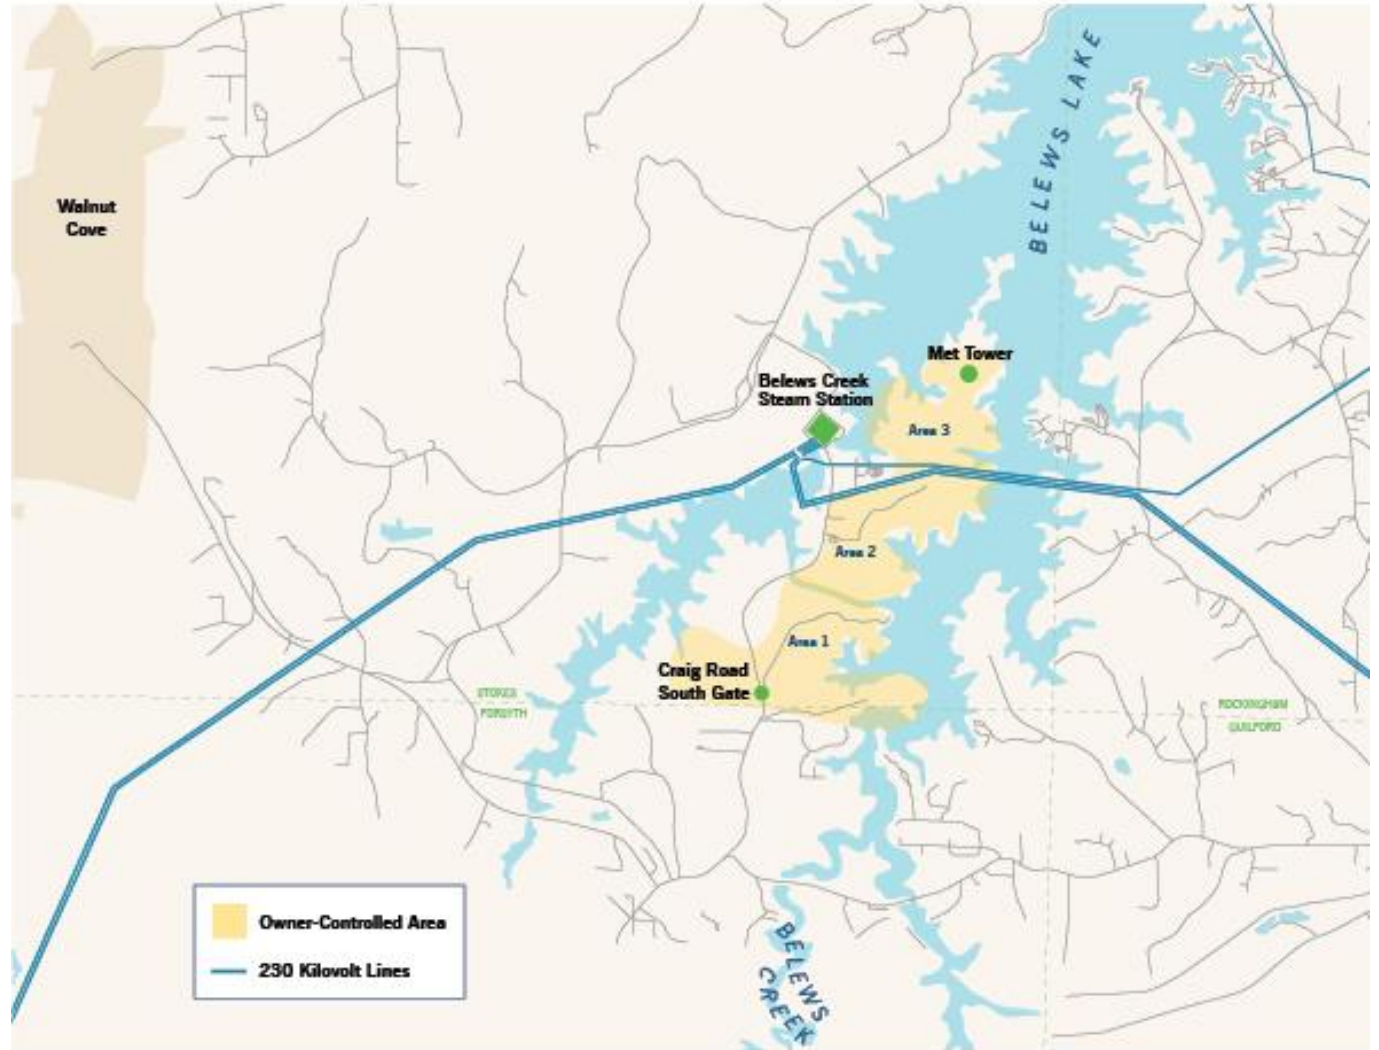 BELEWS LAKE
Walnut
Cove
Met Tower
Belews Creek
Steam Station
Area 3
Area 2
Area 1
Craig Road
South Gate
STOKES
FORSYTH
ROCKINGHAM
GUILFORD
Owner-Controlled Area
230 Kilovolt Lines
BELEWS
CREEK